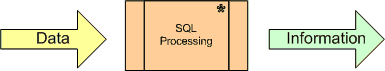 Data
*
SQL
Processing
Information